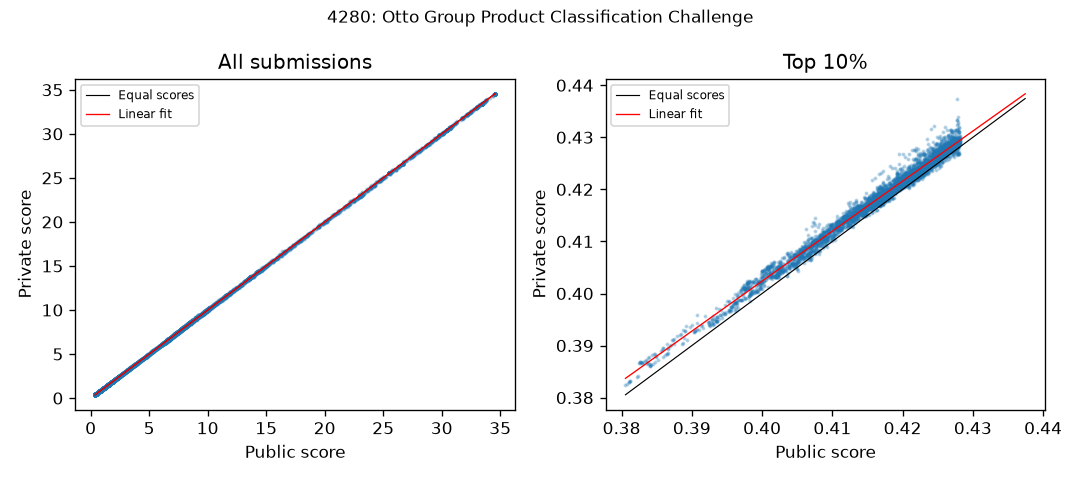 4280: Otto Group Product Classification Challenge
All submissions
Equal scores
Linear fit
35
30
25
20
15
10
5
0
Private score
0 5 10 15 20 25 30 35
Public score
Top 10%
Equal scores
Linear fit
0.44
0.43
0.42
0.41
0.40
0.39
0.38
Private score
0.38 0.39 0.40 0.41 0.42 0.43 0.44
Public score